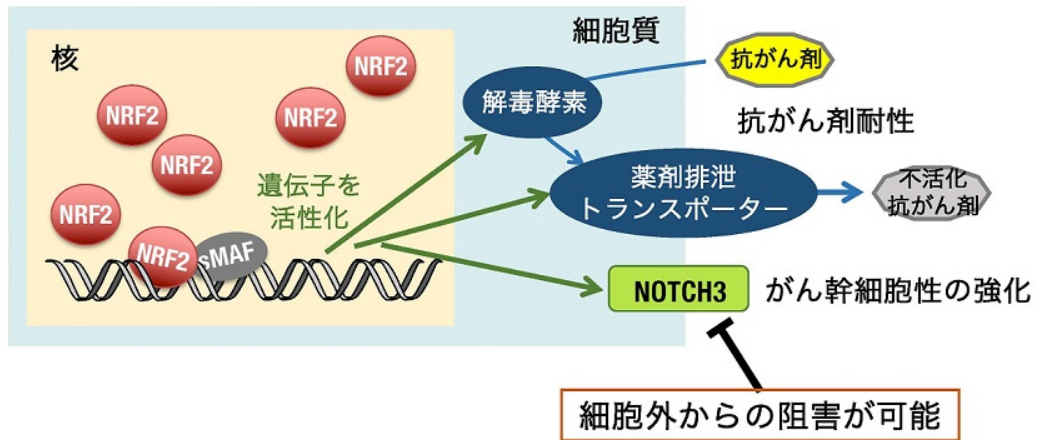 核
細胞質
NRF2
NRF2
NRF2
NRF2
NRF2
NRF2
sMAF
遺伝子を
活性化
解毒酵素
抗がん剤
抗がん剤耐性
薬剤排泄
トランスポーター
不活化
抗がん剤
NOTCH3
がん幹細胞性の強化
細胞外からの阻害が可能